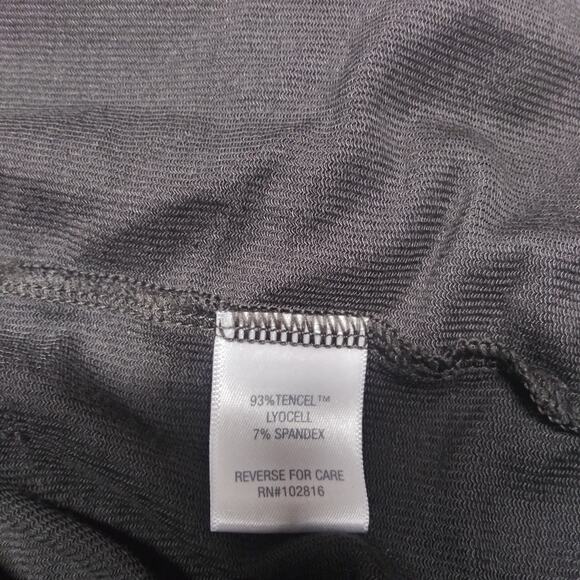 93%TENCEL™
LYOCELL
7% SPANDEX
REVERSE FOR CARE
RN#102816